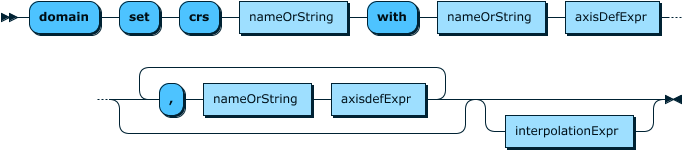 domain set crs nameOrString with nameOrString axisDefExpr
, nameOrString axisdefExpr
interpolationExpr